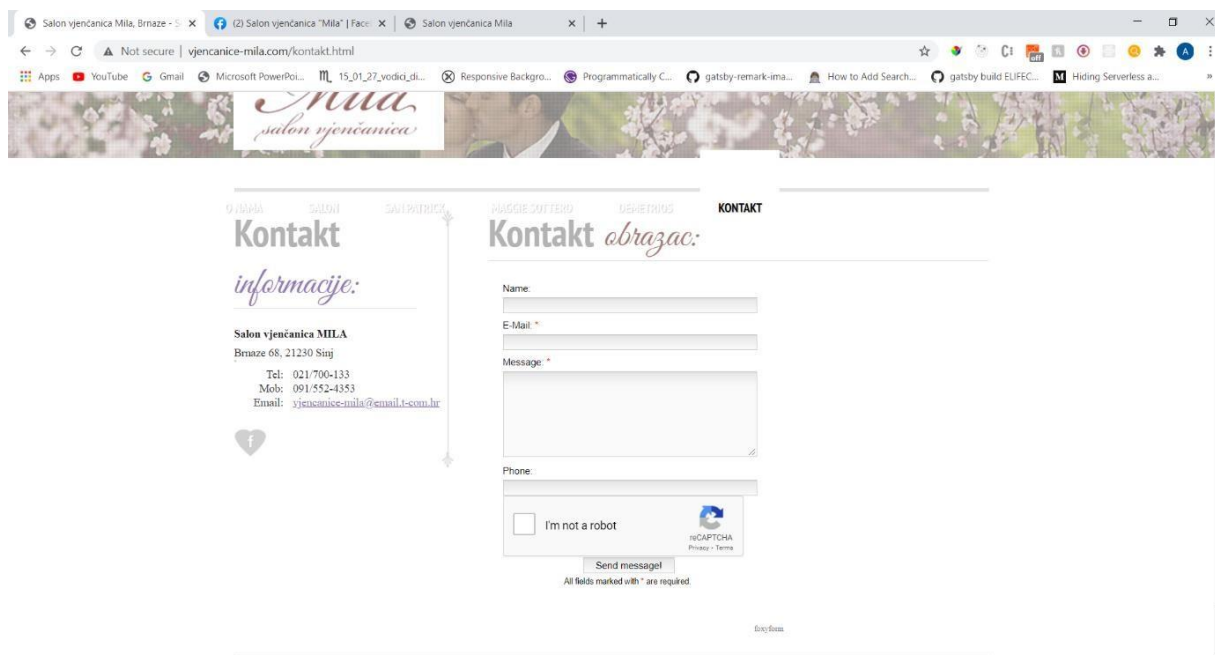 Salon vjenčanica Mila, Brnaze - S
(2) Salon vjenčanica "Mila" | Face
Salon vjenčanica Mila
Not secure | vjencanice-mila.com/kontakt.html
Apps YouTube Gmail Microsoft PowerPoi... 15_01_27_vodici_di... Responsive Backgro... Programmatically C... gatsby-remark-ima... How to Add Search... gatsby build ELIFEC... Hiding Serverless a... »
off
A
Mila
salon vjenčanica
O NAMA SALON SAN PATRICK MAGGIE SOTTERO DEMETRIOS KONTAKT
Kontakt
informacije:
Salon vjenčanica MILA
Brnaze 68, 21230 Sinj
Tel: 021/700-133
Mob: 091/552-4353
Email: vjencanice-mila@email.t-com.hr
f
Kontakt obrazac:
Name:
E-Mail: *
Message: *
Phone:
I'm not a robot
reCAPTCHA
Privacy - Terms
Send message!
All fields marked with * are required.
foxyform